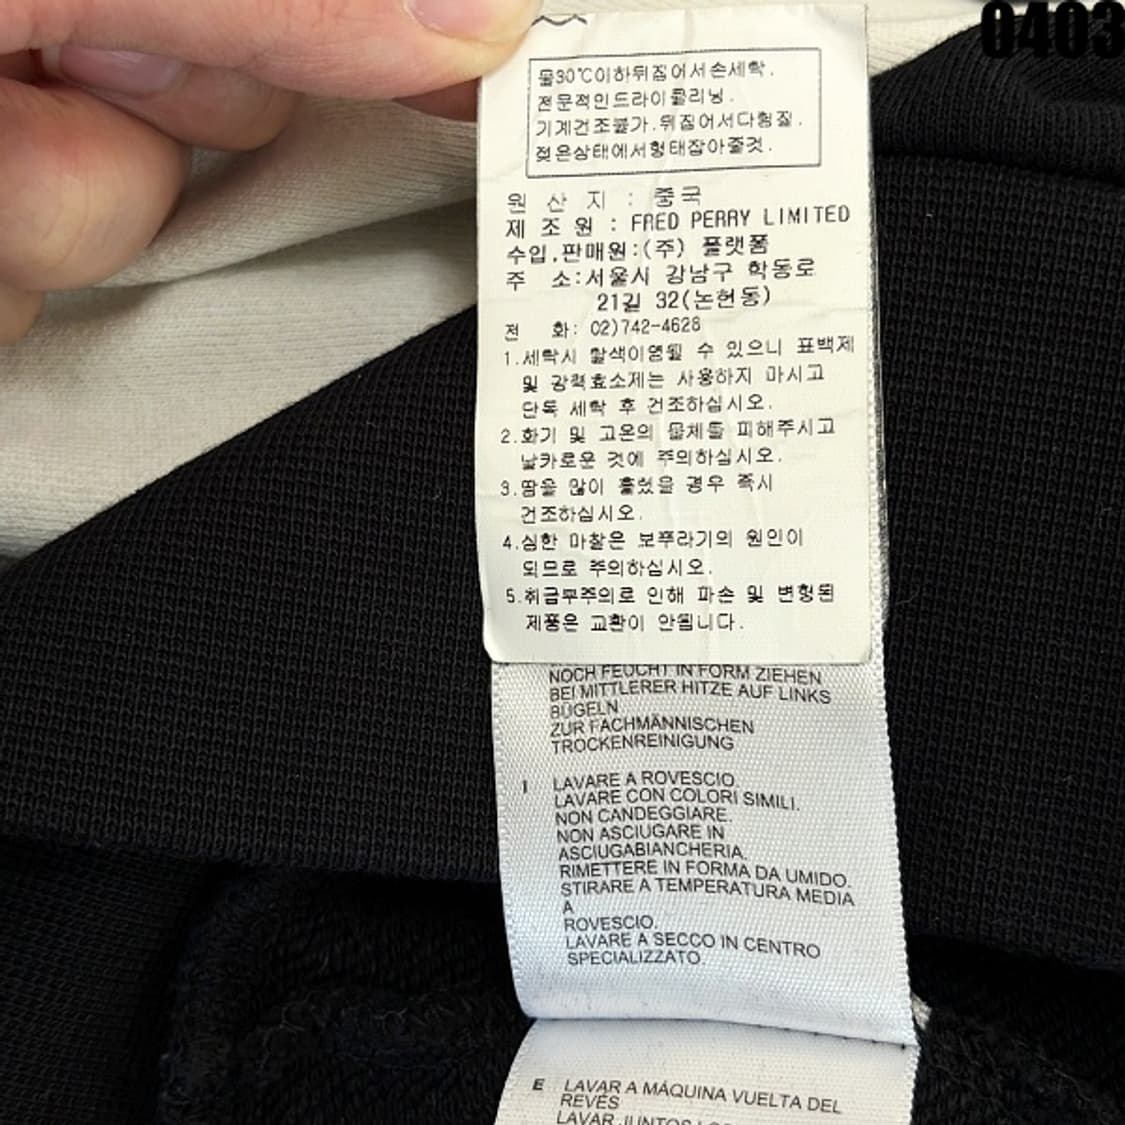 0403
물30℃이하뒤집어서손세탁.
전문적인드라이클리닝.
기계건조불가.뒤집어서다림질.
젖은상태에서형태잡아줄것.
원 산 지 : 중국
제 조 원 : FRED PERRY LIMITED
수입,판매원:(주) 플랫폼
주 소:서울시 강남구 학동로
21길 32(논현동)
전 화: 02)742-4628
1.세탁시 탈색이염될 수 있으니 표백제
및 강력효소제는 사용하지 마시고
단독 세탁 후 건조하십시오.
2.화기 및 고온의 물체를 피해주시고
날카로운 것에 주의하십시오.
3.땀을 많이 흘렸을 경우 즉시
건조하십시오.
4.심한 마찰은 보푸라기의 원인이
되므로 주의하십시오.
5.취급부주의로 인해 파손 및 변형된
제품은 교환이 안됩니다.
NOCH FEUCHT IN FORM ZIEHEN
BEI MITTLERER HITZE AUF LINKS
BÜGELN
ZUR FACHMÄNNISCHEN
TROCKENREINIGUNG
I LAVARE A ROVESCIO.
LAVARE CON COLORI SIMILI.
NON CANDEGGIARE.
NON ASCIUGARE IN
ASCIUGABIANCHERIA.
RIMETTERE IN FORMA DA UMIDO.
STIRARE A TEMPERATURA MEDIA
A
ROVESCIO.
LAVARE A SECCO IN CENTRO
SPECIALIZZATO.
E LAVAR A MÁQUINA VUELTA DEL
REVÉS
LAVAR JUNTOS